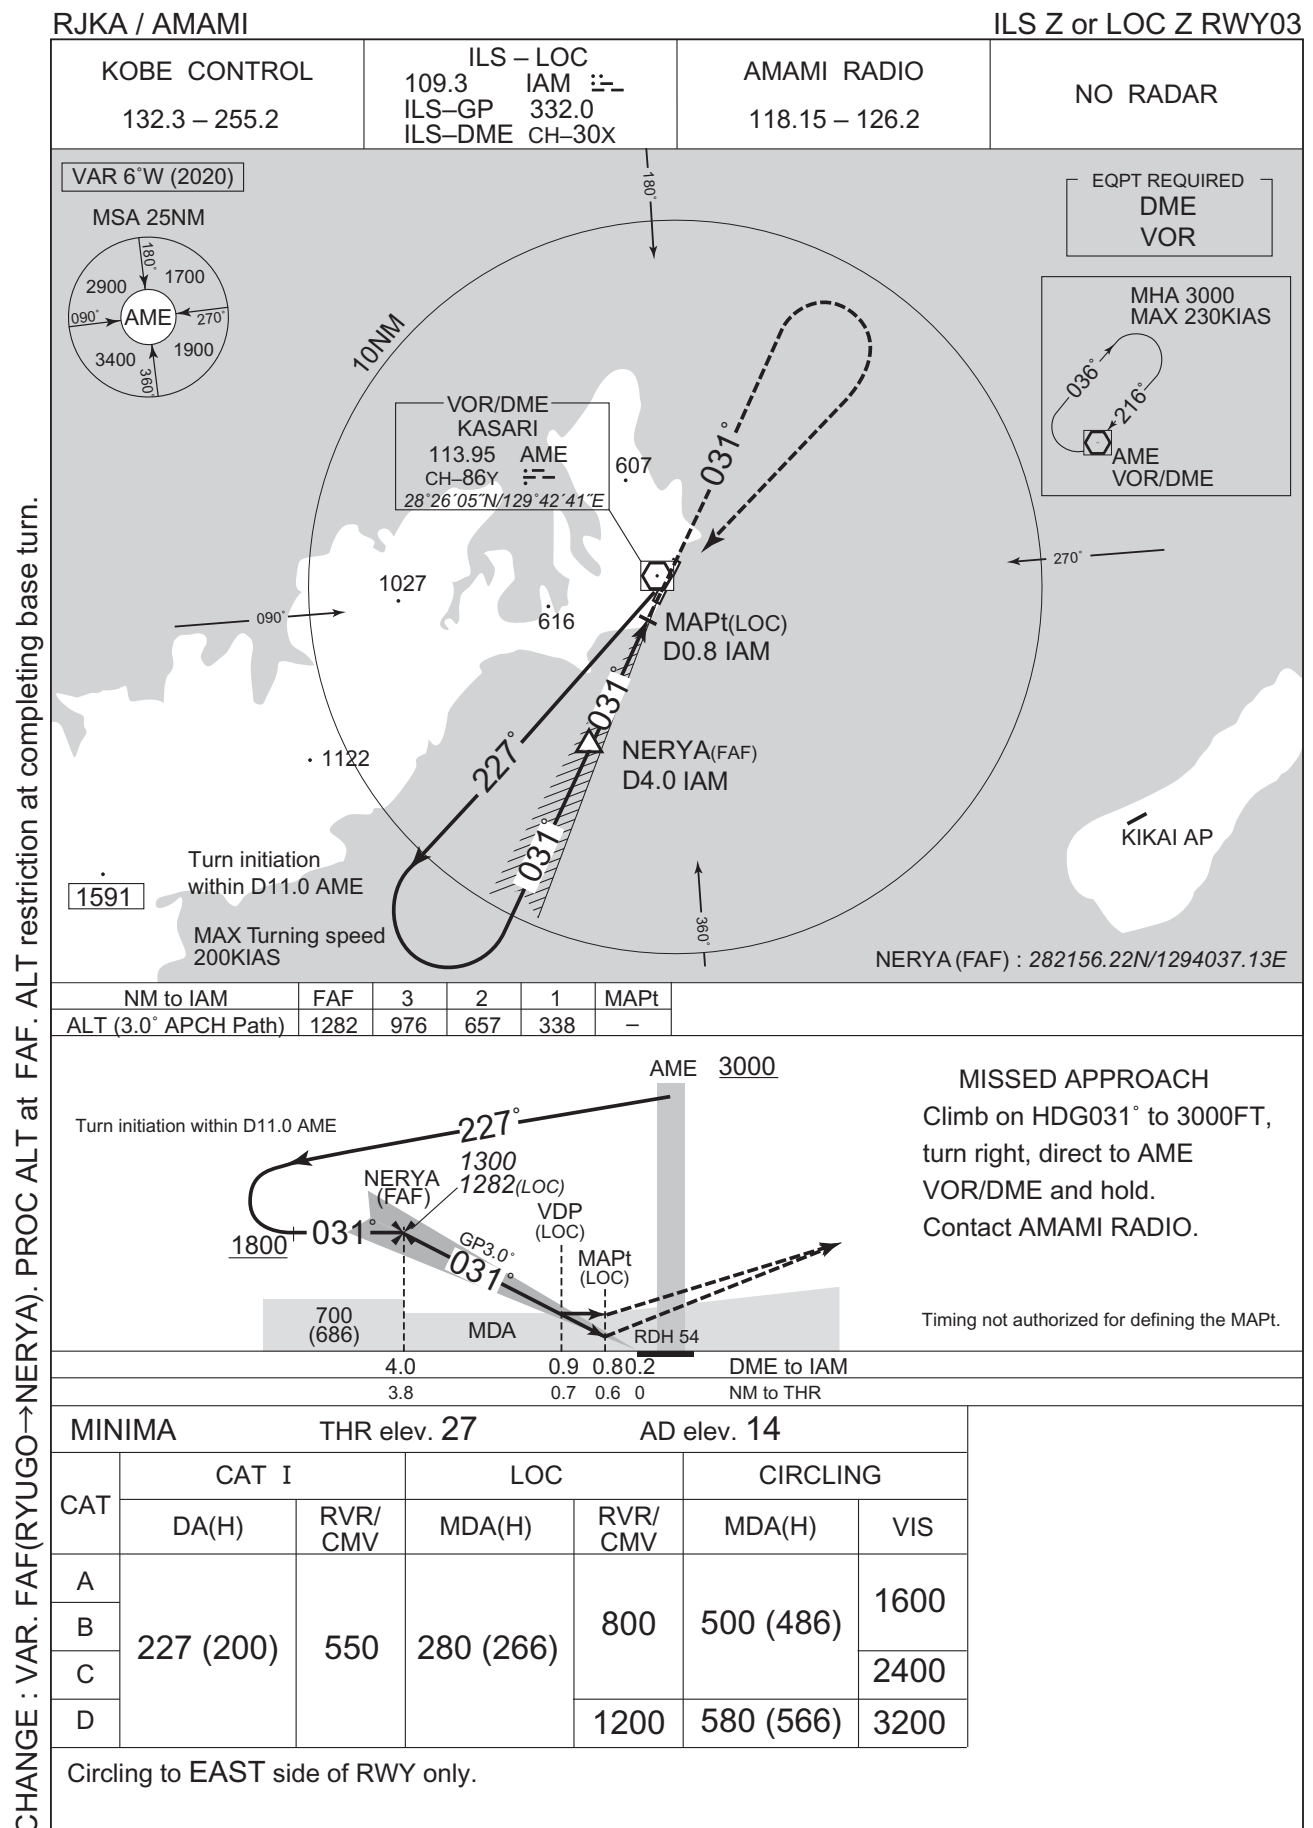 RJKA / AMAMI
ILS Z or LOC Z RWY03
KOBE CONTROL
132.3 – 255.2
ILS – LOC
109.3 IAM
ILS–GP 332.0
ILS–DME CH–30X
AMAMI RADIO
118.15 – 126.2
NO RADAR
VAR 6°W (2020)
MSA 25NM
180°
2900
1700
090°
AME
270°
3400
1900
360°
180°
EQPT REQUIRED
DME
VOR
MHA 3000
MAX 230KIAS
036°
216°
AME
VOR/DME
10NM
VOR/DME
KASARI
113.95 AME
CH–86Y
28°26´05˝N/129°42´41˝E
607
031°
1027
616
090°
270°
MAPt(LOC)
D0.8 IAM
031°
NERYA(FAF)
D4.0 IAM
227°
1122
031°
KIKAI AP
Turn initiation
within D11.0 AME
1591
MAX Turning speed
200KIAS
360°
NERYA (FAF) : 282156.22N/1294037.13E
NM to IAM FAF 3 2 1 MAPt
ALT (3.0° APCH Path) 1282 976 657 338 –
AME 3000
Turn initiation within D11.0 AME
227°
NERYA
(FAF)
1300
1282(LOC)
VDP
(LOC)
1800
031°
GP3.0°
031°
MAPt
(LOC)
700
(686)
MDA
RDH 54
MISSED APPROACH
Climb on HDG031° to 3000FT,
turn right, direct to AME
VOR/DME and hold.
Contact AMAMI RADIO.
Timing not authorized for defining the MAPt.
4.0 0.9 0.8 0.2 DME to IAM
3.8 0.7 0.6 0 NM to THR
MINIMA THR elev. 27 AD elev. 14
CAT
CAT I LOC CIRCLING
DA(H) RVR/CMV MDA(H) RVR/CMV MDA(H) VIS
A
B
C
D
227 (200)
550
280 (266)
800
1200
500 (486)
580 (566)
1600
2400
3200
Circling to EAST side of RWY only.
CHANGE : VAR. FAF(RYUGO→NERYA). PROC ALT at FAF. ALT restriction at completing base turn.